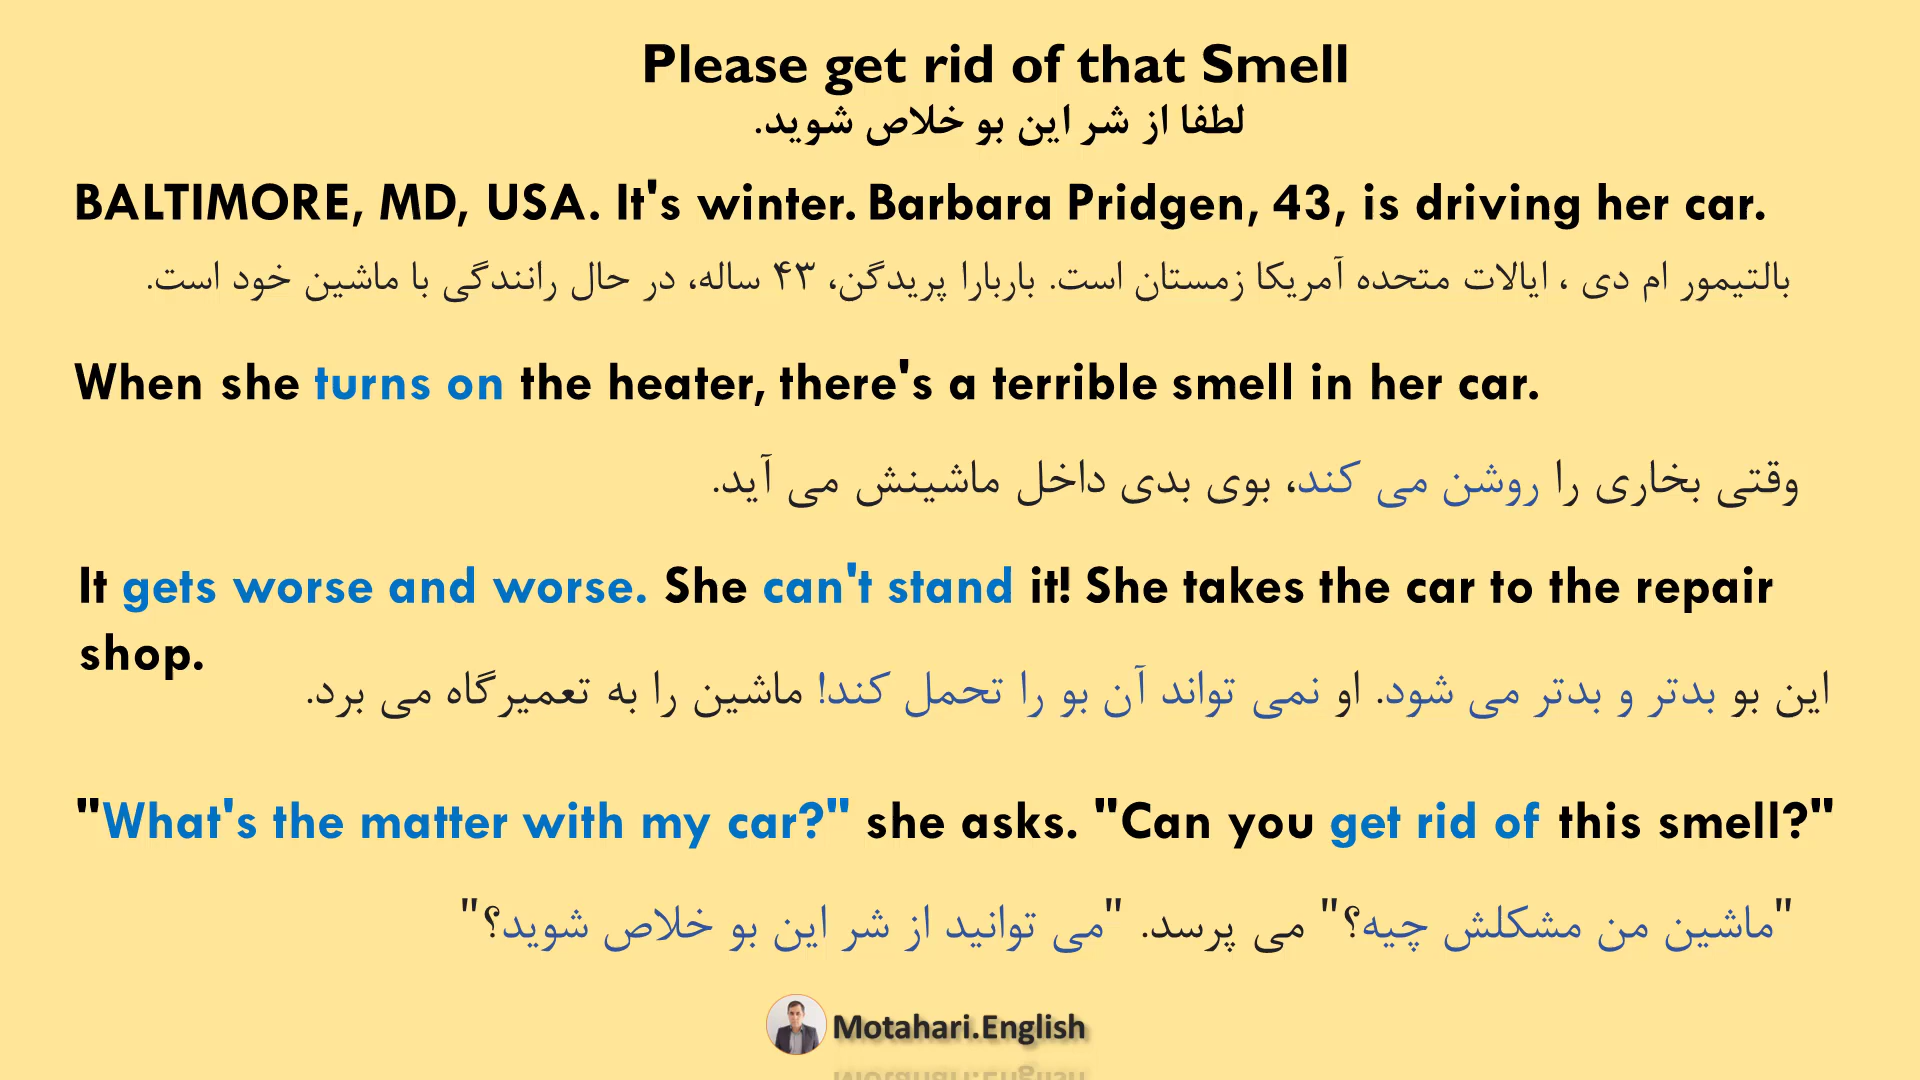 Please get rid of that Smell
لطفا از شر این بو خلاص شوید.
BALTIMORE, MD, USA. It's winter. Barbara Pridgen, 43, is driving her car.
بالتیمور ام دی ، ایالات متحده آمریکا زمستان است. باربارا پریدگن، ۴۳ ساله، در حال رانندگی با ماشین خود است.
When she turns on the heater, there's a terrible smell in her car.
وقتی بخاری را روشن می کند، بوی بدی داخل ماشینش می آید.
It gets worse and worse. She can't stand it! She takes the car to the repair
shop.
این بو بدتر و بدتر می شود. او نمی تواند آن بو را تحمل کند! ماشین را به تعمیرگاه می برد.
"What's the matter with my car?" she asks. "Can you get rid of this smell?"
"ماشین من مشکلش چیه؟" می پرسد. "می توانید از شر این بو خلاص شوید؟"
Motahari.English